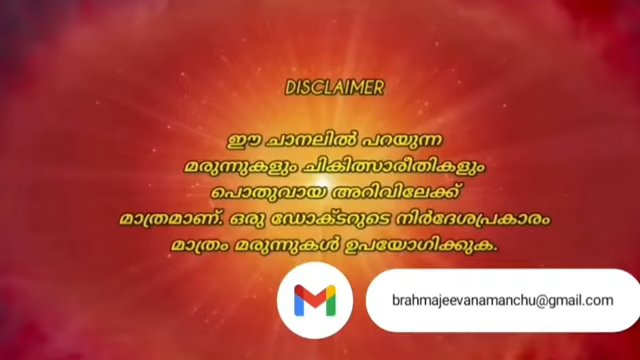 DISCLAIMER
ഈ ചാനലിൽ പറയുന്ന
മരുന്നുകളും ചികിത്സാരീതികളും
പൊതുവായ അറിവിലേക്ക്
മാത്രമാണ്. ഒരു ഡോക്ടറുടെ നിർദേശപ്രകാരം
മാത്രം മരുന്നുകൾ ഉപയോഗിക്കുക.
brahmajeevanamanchu@gmail.com